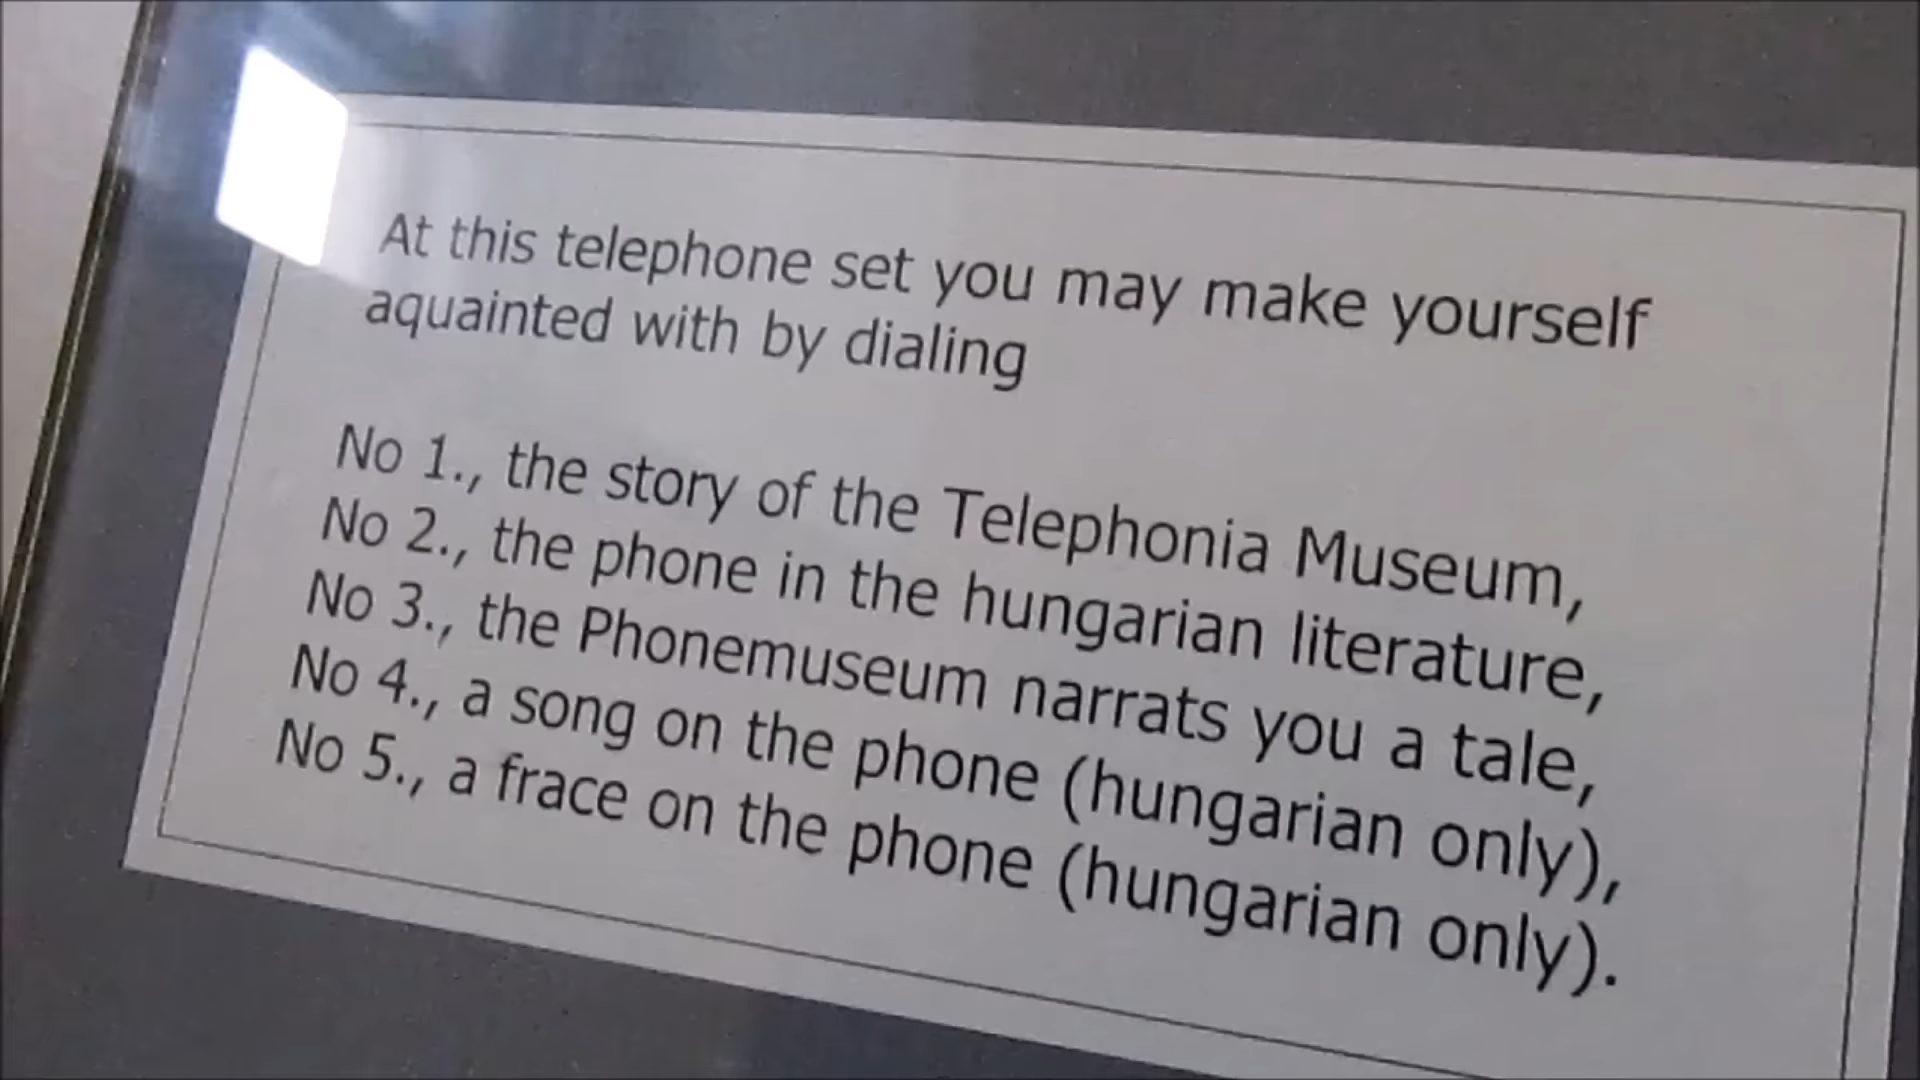 At this telephone set you may make yourself
aquainted with by dialing
No 1., the story of the Telephonia Museum,
No 2., the phone in the hungarian literature,
No 3., the Phonemuseum narrats you a tale,
No 4., a song on the phone (hungarian only),
No 5., a frace on the phone (hungarian only).